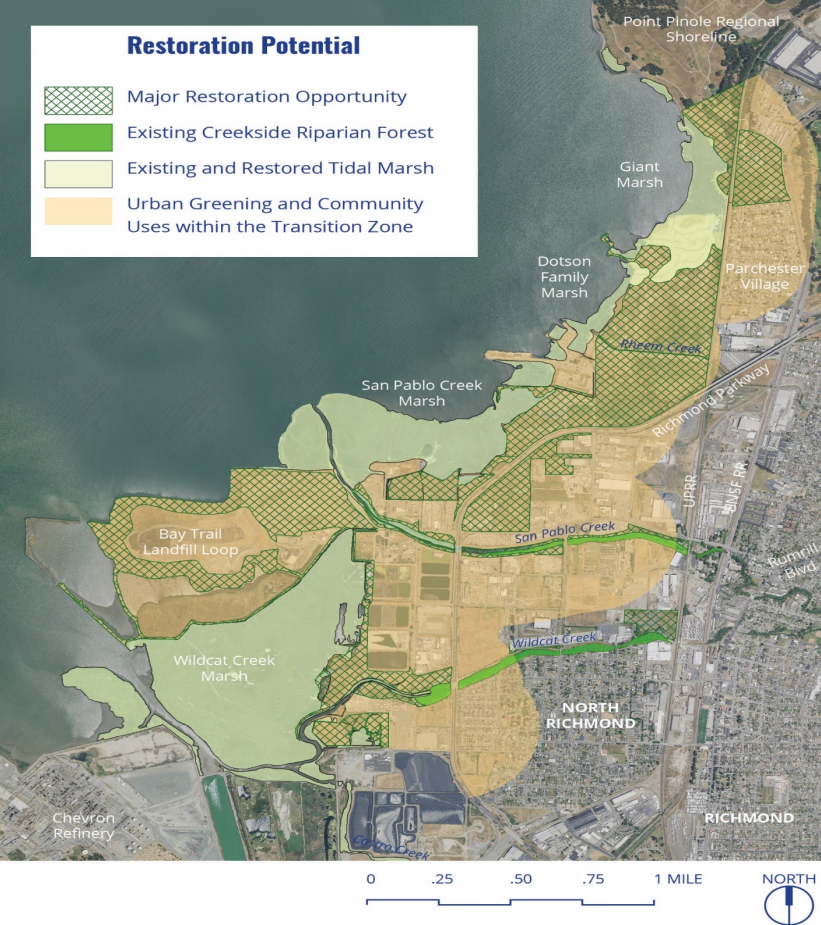 Restoration Potential
Major Restoration Opportunity
Existing Creekside Riparian Forest
Existing and Restored Tidal Marsh
Urban Greening and Community
Uses within the Transition Zone
Point Pinole Regional
Shoreline
Giant
Marsh
Dotson
Family
Marsh
Parchester
Village
Rheem Creek
San Pablo Creek
Marsh
Richmond Parkway
UPRR
BNSF RR
Bay Trail
Landfill Loop
San Pablo Creek
Rumrill
Blvd
Wildcat Creek
Wildcat Creek
Marsh
NORTH
RICHMOND
Chevron
Refinery
RICHMOND
Castro Creek
0 .25 .50 .75 1 MILE
NORTH